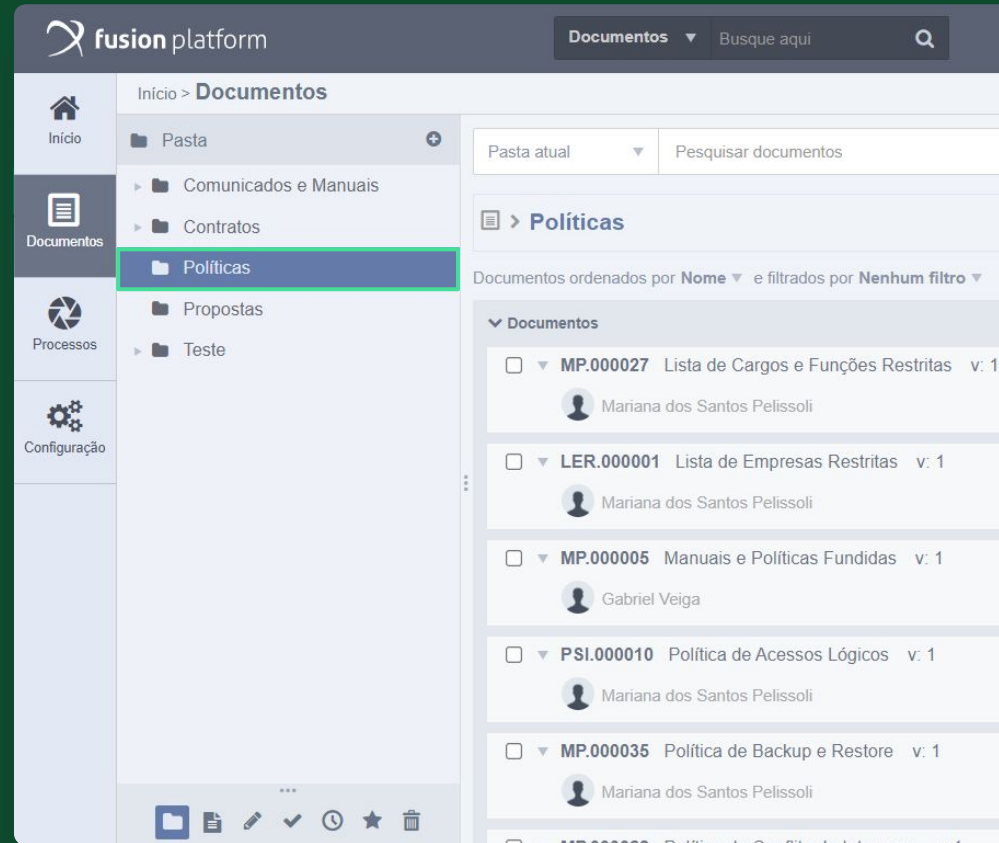 fusion platform
Documentos
Busque aqui
Início > Documentos
Início
Documentos
Processos
Configuração
Pasta
Comunicados e Manuais
Contratos
Políticas
Propostas
Teste
Pasta atual
Pesquisar documentos
> Políticas
Documentos ordenados por Nome e filtrados por Nenhum filtro
Documentos
MP.000027 Lista de Cargos e Funções Restritas v: 1
Mariana dos Santos Pelissoli
LER.000001 Lista de Empresas Restritas v: 1
Mariana dos Santos Pelissoli
MP.000005 Manuais e Políticas Fundidas v: 1
Gabriel Veiga
PSI.000010 Política de Acessos Lógicos v: 1
Mariana dos Santos Pelissoli
MP.000035 Política de Backup e Restore v: 1
Mariana dos Santos Pelissoli